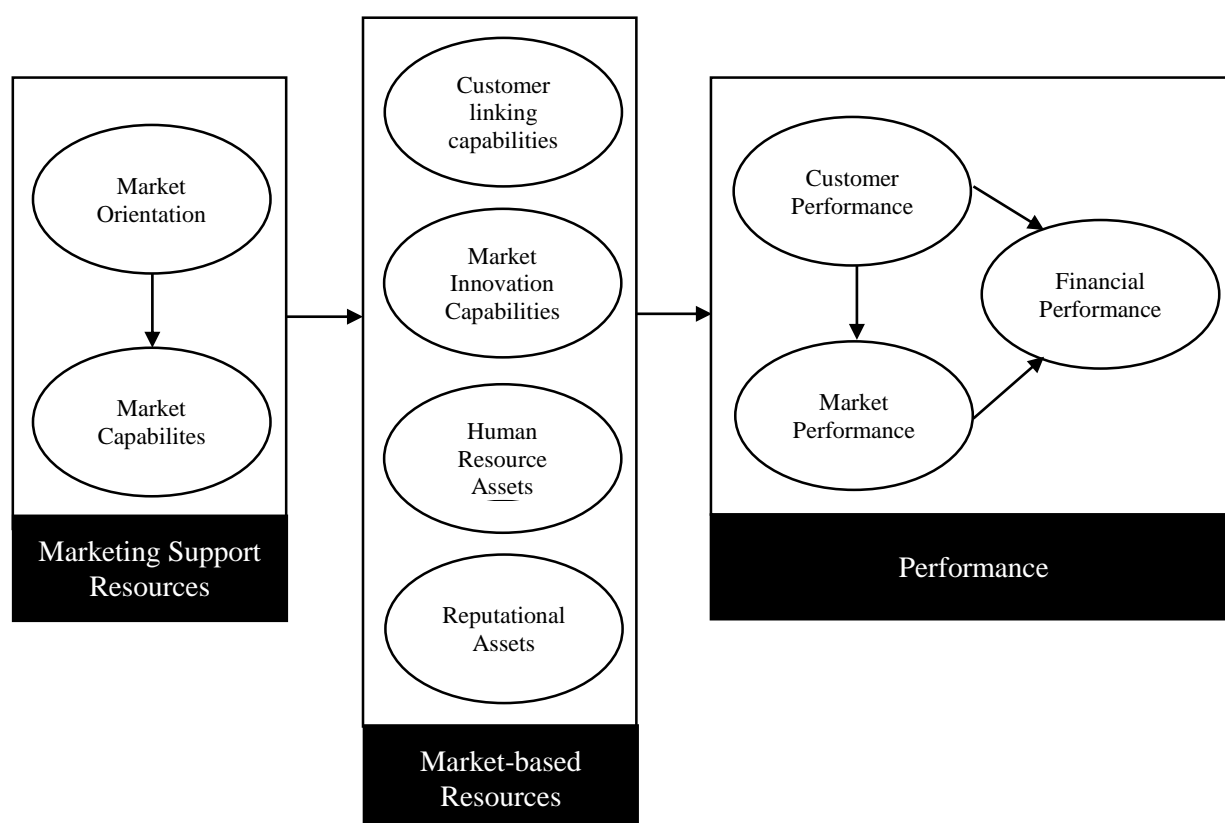 Market
Orientation
Market
Capabilites
Marketing Support
Resources
Customer
linking
capabilities
Market
Innovation
Capabilities
Human
Resource
Assets
Reputational
Assets
Market-based
Resources
Customer
Performance
Market
Performance
Financial
Performance
Performance